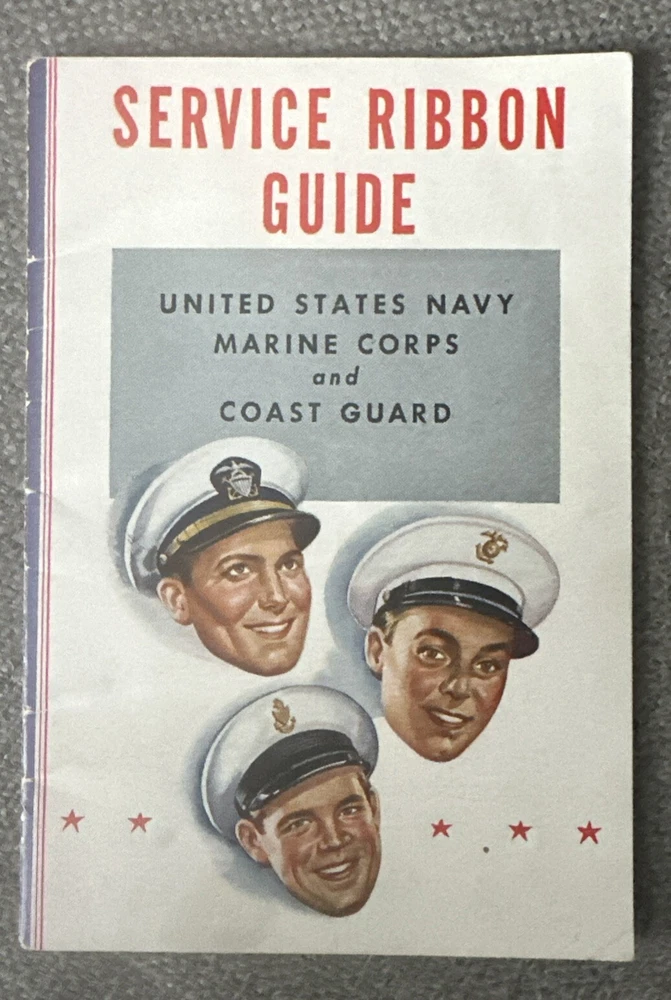 SERVICE RIBBON
GUIDE
UNITED STATES NAVY
MARINE CORPS
and
COAST GUARD